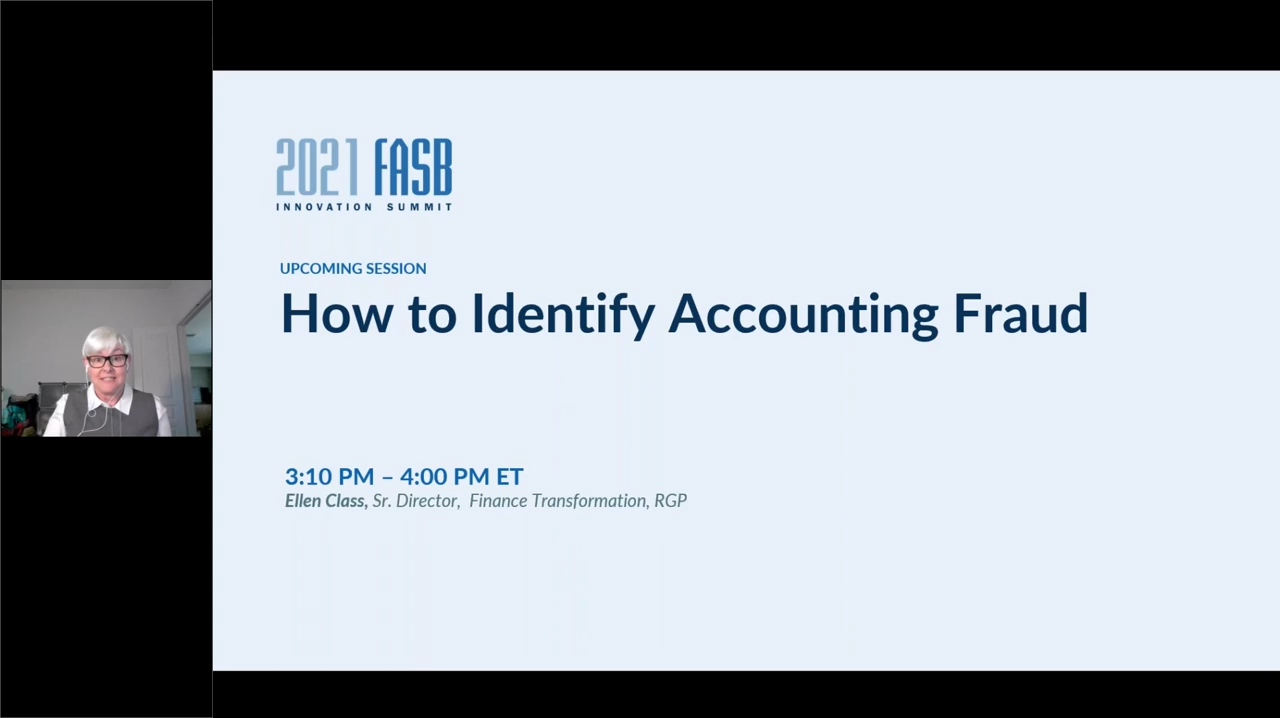 2021 FASB
INNOVATION SUMMIT
UPCOMING SESSION
How to Identify Accounting Fraud
3:10 PM – 4:00 PM ET
Ellen Class, Sr. Director, Finance Transformation, RGP